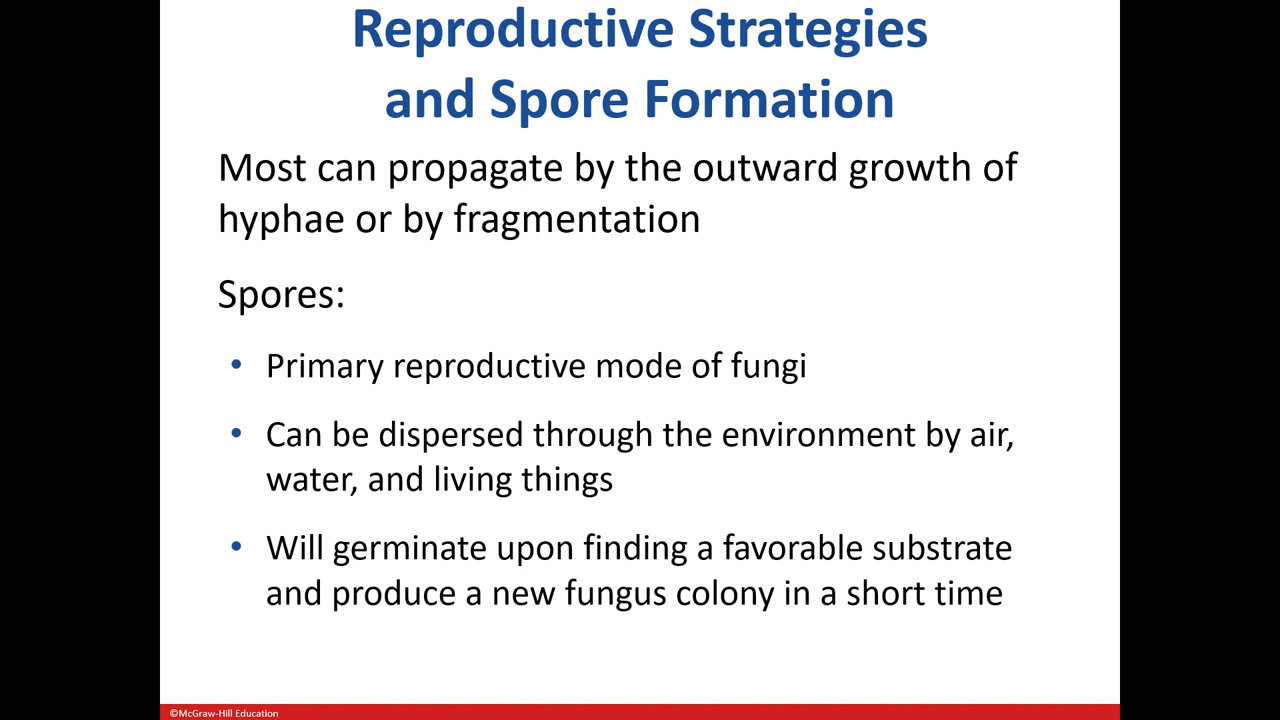 Reproductive Strategies
and Spore Formation
Most can propagate by the outward growth of
hyphae or by fragmentation
Spores:
• Primary reproductive mode of fungi
• Can be dispersed through the environment by air,
water, and living things
• Will germinate upon finding a favorable substrate
and produce a new fungus colony in a short time
©McGraw-Hill Education